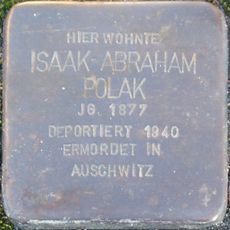 HIER WOHNTE
ISAAK ABRAHAM
POLAK
JG. 1877
DEPORTIERT 1940
ERMORDET IN
AUSCHWITZ